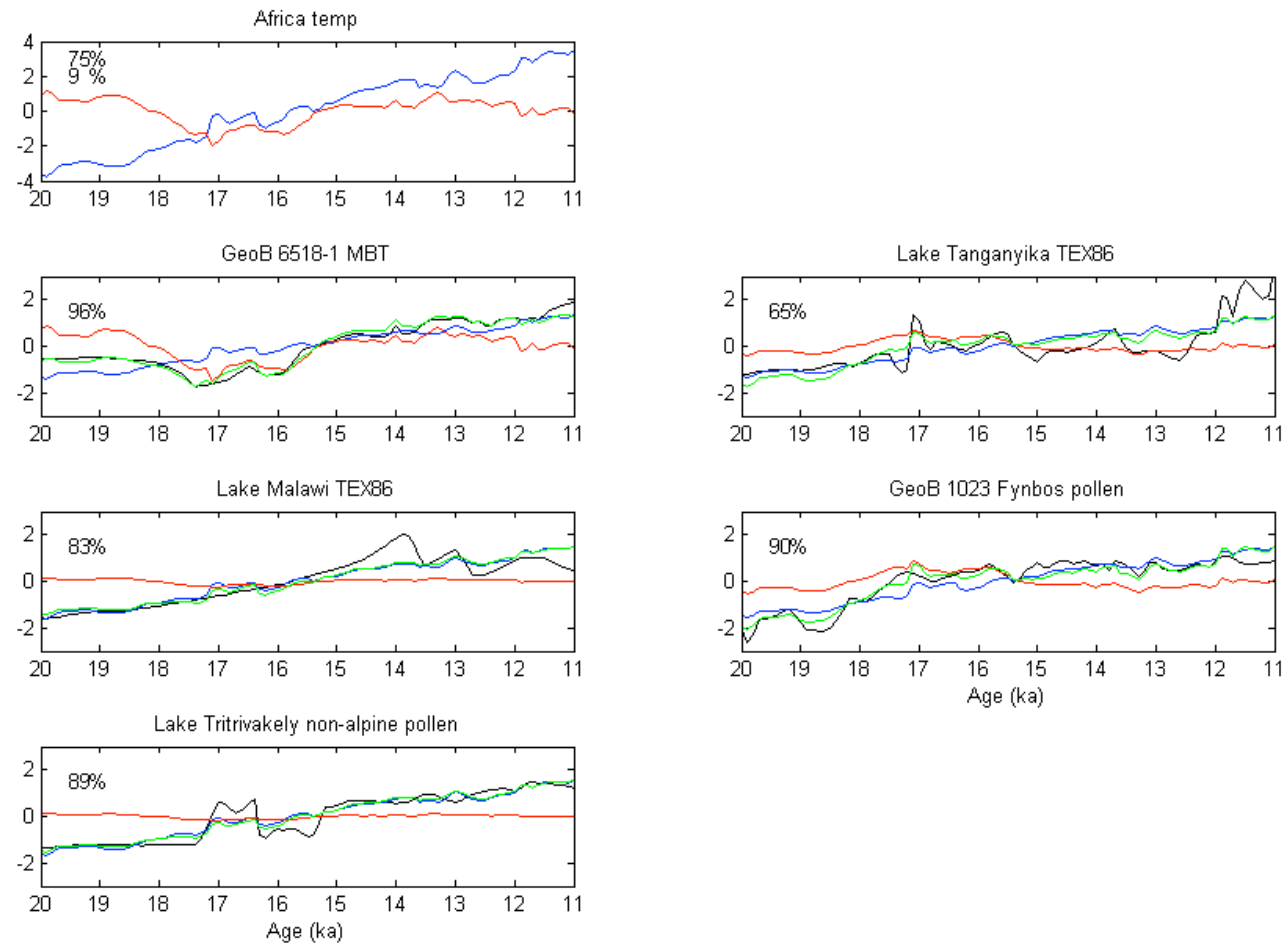 Africa temp
75%
9 %
4
2
0
-2
-4
20 19 18 17 16 15 14 13 12 11
GeoB 6518-1 MBT
96%
2
0
-2
20 19 18 17 16 15 14 13 12 11
Lake Tanganyika TEX86
65%
2
0
-2
20 19 18 17 16 15 14 13 12 11
Lake Malawi TEX86
83%
2
0
-2
20 19 18 17 16 15 14 13 12 11
GeoB 1023 Fynbos pollen
90%
2
0
-2
20 19 18 17 16 15 14 13 12 11
Age (ka)
Lake Tritrivakely non-alpine pollen
89%
2
0
-2
20 19 18 17 16 15 14 13 12 11
Age (ka)